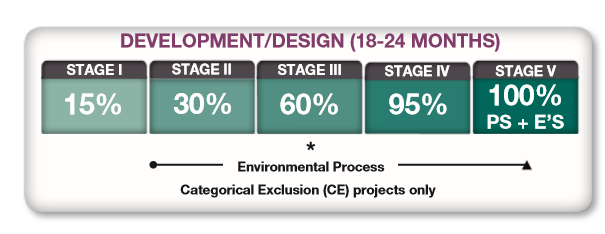 DEVELOPMENT/DESIGN (18-24 MONTHS)
STAGE I STAGE II STAGE III STAGE IV STAGE V
15% 30% 60% 95% 100%
PS + E'S
*
Environmental Process
Categorical Exclusion (CE) projects only